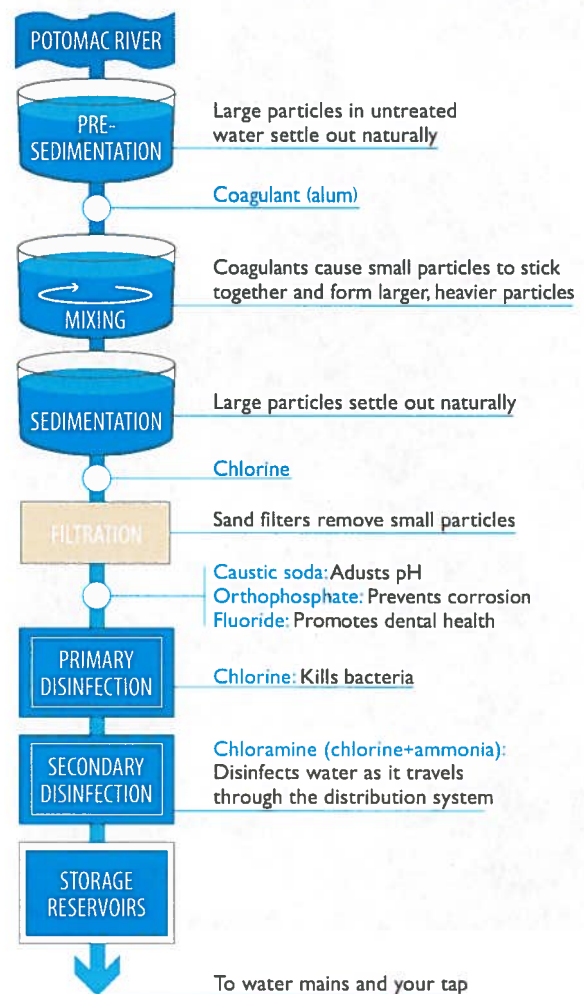 POTOMAC RIVER
PRE-
SEDIMENTATION
Large particles in untreated
water settle out naturally
Coagulant (alum)
MIXING
Coagulants cause small particles to stick
together and form larger, heavier particles
SEDIMENTATION
Large particles settle out naturally
Chlorine
FILTRATION
Sand filters remove small particles
Caustic soda: Adusts pH
Orthophosphate: Prevents corrosion
Fluoride: Promotes dental health
PRIMARY
DISINFECTION
Chlorine: Kills bacteria
SECONDARY
DISINFECTION
Chloramine (chlorine+ammonia):
Disinfects water as it travels
through the distribution system
STORAGE
RESERVOIRS
To water mains and your tap